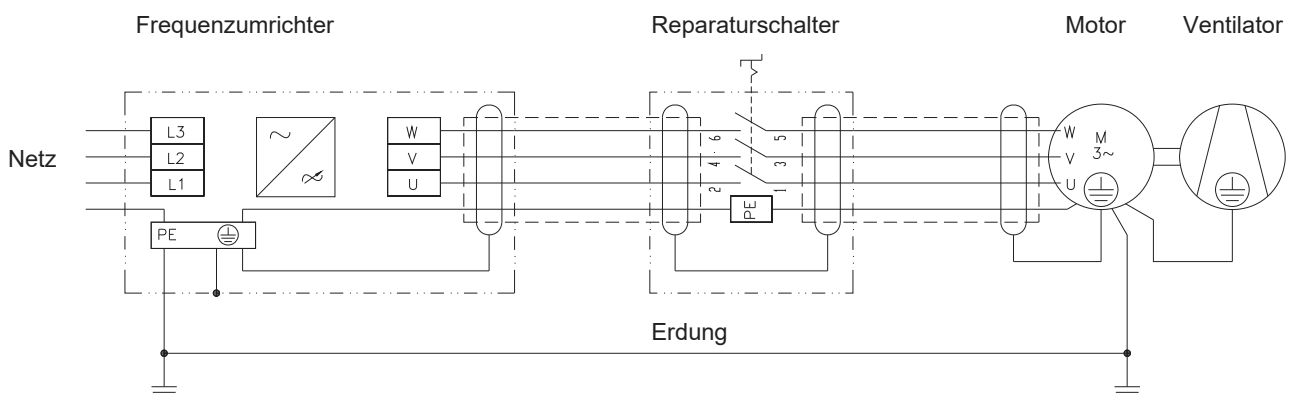 Frequenzumrichter Reparaturschalter Motor Ventilator
Netz
L3 W 6 5 W M
L2 V 4 3 V 3~
L1 U 2 1 U
PE PE
Erdung